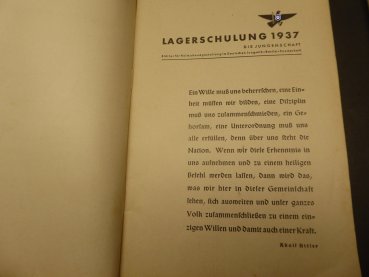 LAGERSCHULUNG 1937
DIE JUNGENSCHAFT
Ein Wille muß uns beherrschen, eine Ein-
heit müssen wir bilden, eine Disziplin
muß uns zusammenschmieden, ein Ge-
horsam, eine Unterordnung muß uns
alle erfüllen, denn über uns steht die
Nation. Wenn wir diese Erkenntnis in
uns aufnehmen und zu einem heiligen
Befehl werden lassen, dann wird das,
was wir hier in dieser Gemeinschaft
sehen, sich ausweiten und unser ganzes
Volk zusammenschließen zu einem ein-
zigen Willen und damit auch einer Kraft.
Adolf Hitler